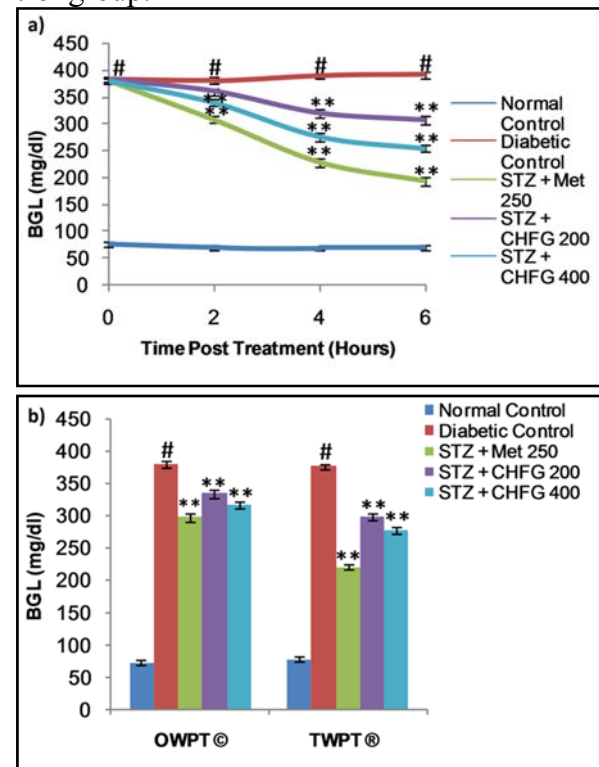 group.
a)
450
400
350
300
250
200
150
100
50
0
BGL (mg/dl)
# # # #
** ** **
** ** **
** ** **
0 2 4 6
Time Post Treatment (Hours)
Normal
Control
Diabetic
Control
STZ + Met
250
STZ +
CHFG 200
STZ +
CHFG 400
b)
450
400
350
300
250
200
150
100
50
0
BGL (mg/dl)
# ** ** **
# ** ** **
OWPT © TWPT ®
Normal Control
Diabetic Control
STZ + Met 250
STZ + CHFG 200
STZ + CHFG 400